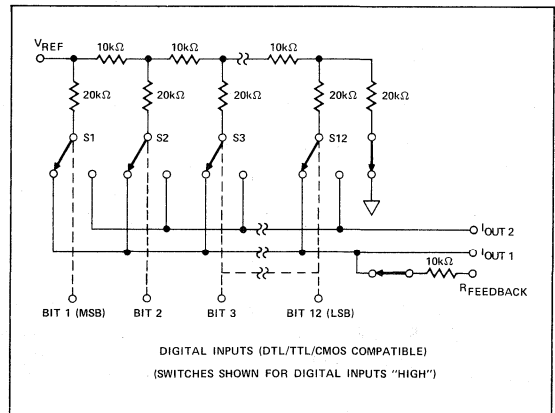 VREF
10kΩ 10kΩ 10kΩ
20kΩ 20kΩ 20kΩ 20kΩ 20kΩ
S1 S2 S3 S12
IOUT 2
IOUT 1
10kΩ
RFEEDBACK
BIT 1 (MSB) BIT 2 BIT 3 BIT 12 (LSB)
DIGITAL INPUTS (DTL/TTL/CMOS COMPATIBLE)
(SWITCHES SHOWN FOR DIGITAL INPUTS "HIGH")